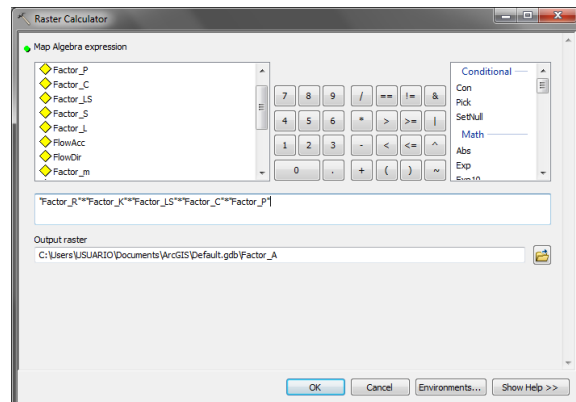 Raster Calculator
Map Algebra expression
Factor_P
Factor_C
Factor_LS
Factor_S
Factor_L
FlowAcc
FlowDir
Factor_m
7 8 9 / == != &
4 5 6 * > >= |
1 2 3 - < <= ^
0 . + ( ) ~
Conditional
Con
Pick
SetNull
Math
Abs
Exp
Exp10
"Factor_R"*"Factor_K"*"Factor_LS"*"Factor_C"*"Factor_P"
Output raster
C:\Users\USUARIO\Documents\ArcGIS\Default.gdb\Factor_A
OK
Cancel
Environments...
Show Help >>